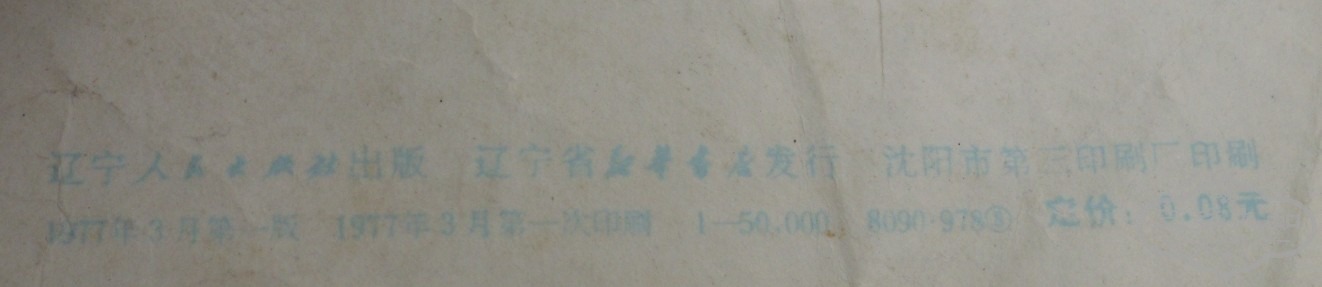 辽宁人民出版社出版 辽宁省新华书店发行 沈阳市第三印刷厂印刷
1977年3月第一版 1977年3月第一次印刷 1—50,000 8090·978③ 定价：0.08元